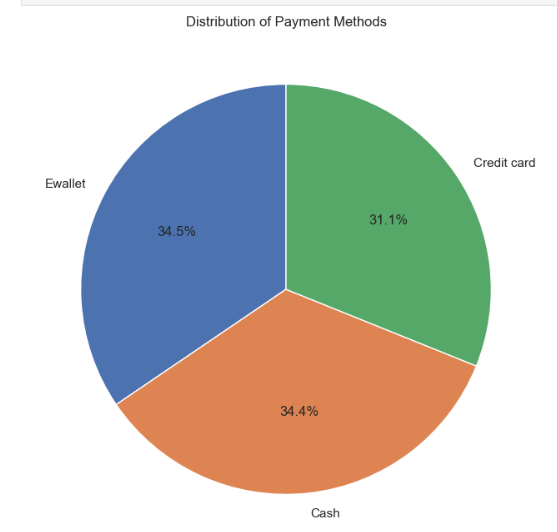 Distribution of Payment Methods
Credit card
Ewallet
31.1%
34.5%
34.4%
Cash